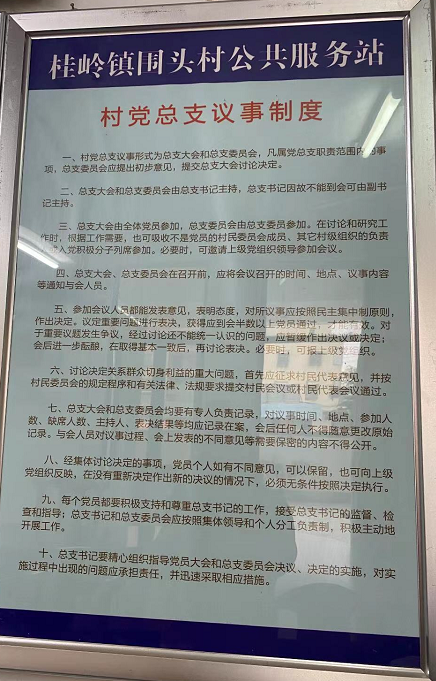 桂岭镇围头村公共服务站
村党总支议事制度
一、村党总支议事形式为总支大会和总支委员会，凡属党总支职责范围内的事
项，总支委员会应提出初步意见，提交总支大会讨论决定。
二、总支大会和总支委员会由总支书记主持，总支书记因故不能到会可由副书
记主持。
三、总支大会由全体党员参加，总支委员会由总支委员参加。在讨论和研究工
作时，根据工作需要，也可吸收不是党员的村民委员会成员、其它村级组织的负责
入党积极分子列席参加。必要时，可邀请上级党组织领导参加会议。
四、总支大会、总支委员会在召开前，应将会议召开的时间、地点、议事内容
等通知与会人员。
五、参加会议人员都能发表意见，表明态度，对所议事应按照民主集中制原则，
作出决定。议定重要问题进行表决，获得应到会半数以上党员通过，才能有效。对
于重要议题发生争议，经过讨论还不能统一认识的问题，应暂缓作出决议或决定；
会后进一步酝酿，在取得基本一致后，再讨论表决。必要时，可报上级党组织。
六、讨论决定关系群众切身利益的重大问题，首先应征求村民代表意见，并按
村民委员会的规定程序和有关法律、法规要求提交村民会议或村民代表会议通过。
七、总支大会和总支委员会均要有专人负责记录，对议事时间、地点、参加人
数、缺席人数、主持人、表决结果等均应记录在案，会后任何人不得随意更改原始
记录。与会人员对议事过程、会上发表的不同意见等需要保密的内容不得公开。
八、经集体讨论决定的事项，党员个人如有不同意见，可以保留，也可向上级
党组织反映，在没有重新决定作出新的决议的情况下，必须无条件按照决定执行。
九、每个党员都要积极支持和尊重总支书记的工作，接受总支书记的监督、检
查和指导；总支书记和总支委员会应按照集体领导和个人分工负责制，积极主动地
开展工作。
十、总支书记要精心组织指导党员大会和总支委员会决议、决定的实施，对实
施过程中出现的问题应承担责任，并迅速采取相应措施。